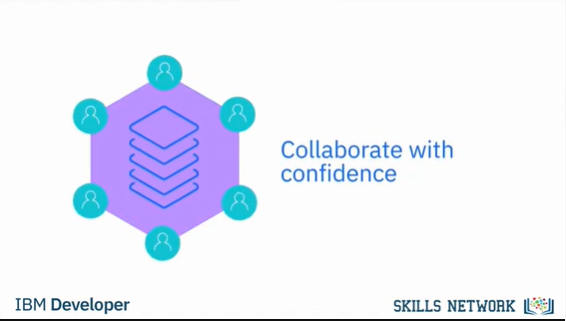 Collaborate with
confidence
IBM Developer
SKILLS NETWORK